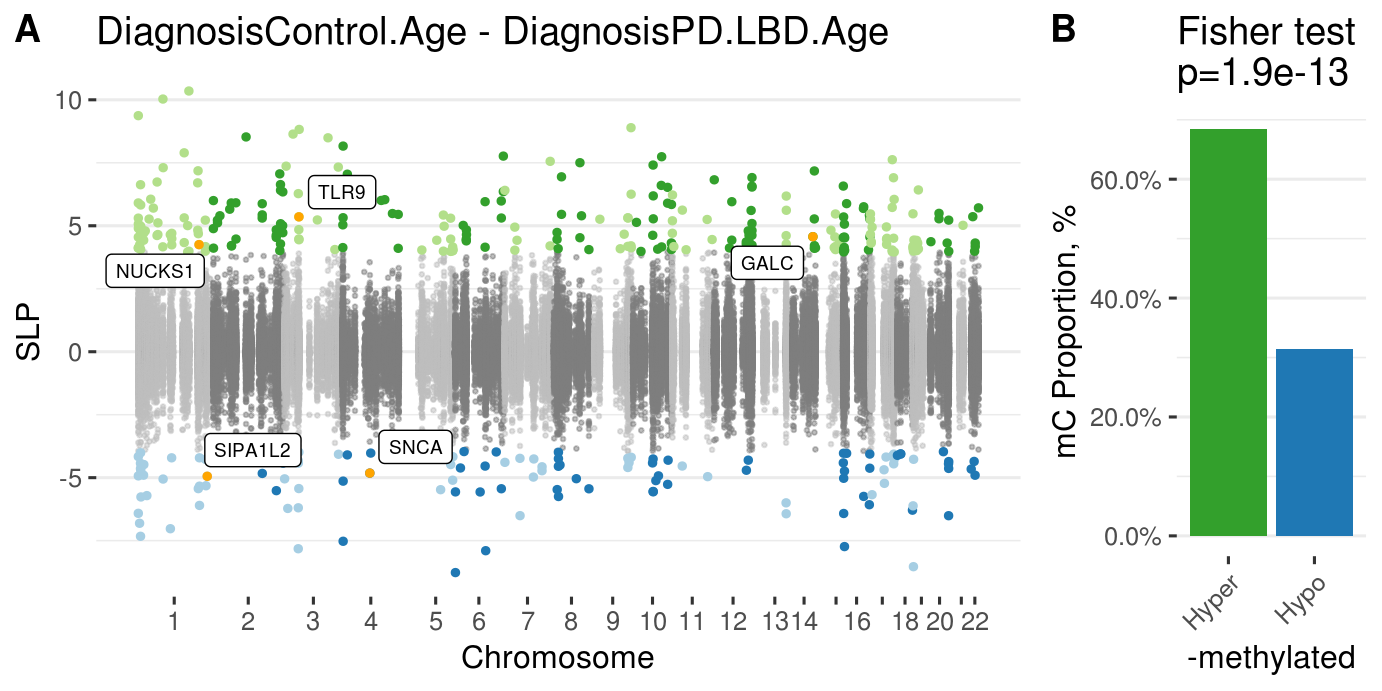 A
DiagnosisControl.Age - DiagnosisPD.LBD.Age
SLP
10
5
0
-5
TLR9
NUCKS1
GALC
SIPA1L2
SNCA
1 2 3 4 5 6 7 8 9 10 11 12 13 14 16 18 20 22
Chromosome
B
Fisher test
p=1.9e-13
mC Proportion, %
60.0%
40.0%
20.0%
0.0%
Hyper
Hypo
-methylated